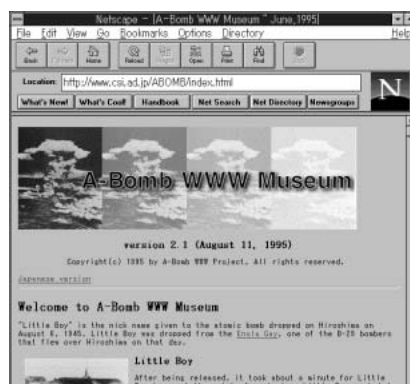 Netscape - [A-Bomb WWW Museum ~ June,1995]
File Edit View Go Bookmarks Options Directory Help
Back Forward Home Reload Images Open Print Find Stop
Location: http://www.csi.ad.jp/ABOMB/index.html
N
What's New! What's Cool! Handbook Net Search Net Directory Newsgroups
A-Bomb WWW Museum
version 2.1 (August 11, 1995)
Copyright(c) 1995 by A-Bomb WWW Project. All rights reserved.
Japanese version
Welcome to A-Bomb WWW Museum
"Little Boy" is the nick name given to the atomic bomb dropped on Hiroshima on
August 6, 1945. Little Boy was dropped from the Enola Gay, one of the B-29 bombers
that flew over Hiroshima on that day.
Little Boy
After being released, it took about a minute for Little